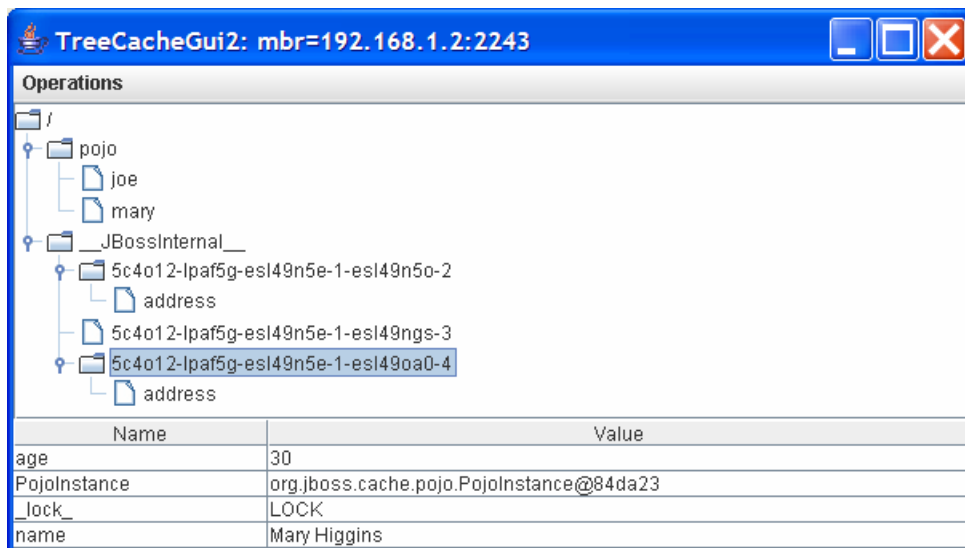 TreeCacheGui2: mbr=192.168.1.2:2243
Operations
/
pojo
joe
mary
__JBossInternal__
5c4o12-lpaf5g-esl49n5e-1-esl49n5o-2
address
5c4o12-lpaf5g-esl49n5e-1-esl49ngs-3
5c4o12-lpaf5g-esl49n5e-1-esl49oa0-4
address
Name Value
age 30
PojoInstance org.jboss.cache.pojo.PojoInstance@84da23
_lock_ LOCK
name Mary Higgins